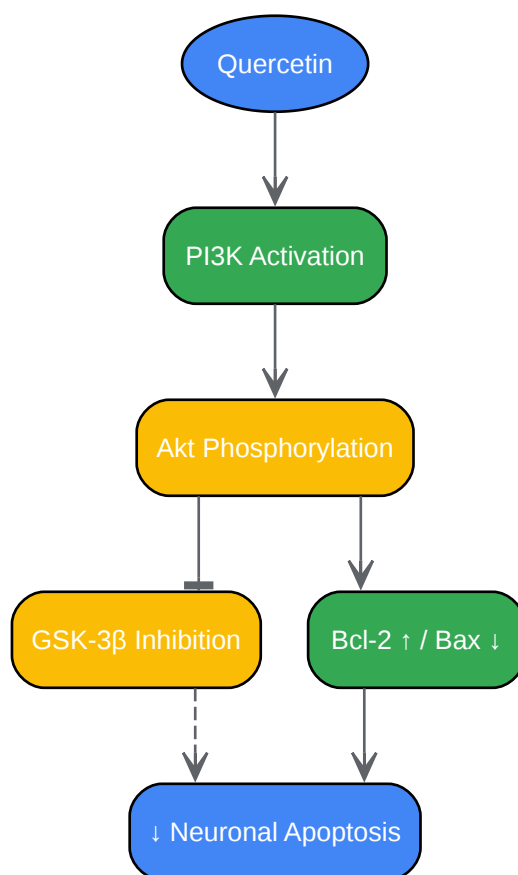 Quercetin
PI3K Activation
Akt Phosphorylation
GSK-3β Inhibition
Bcl-2 ↑ / Bax ↓
↓ Neuronal Apoptosis